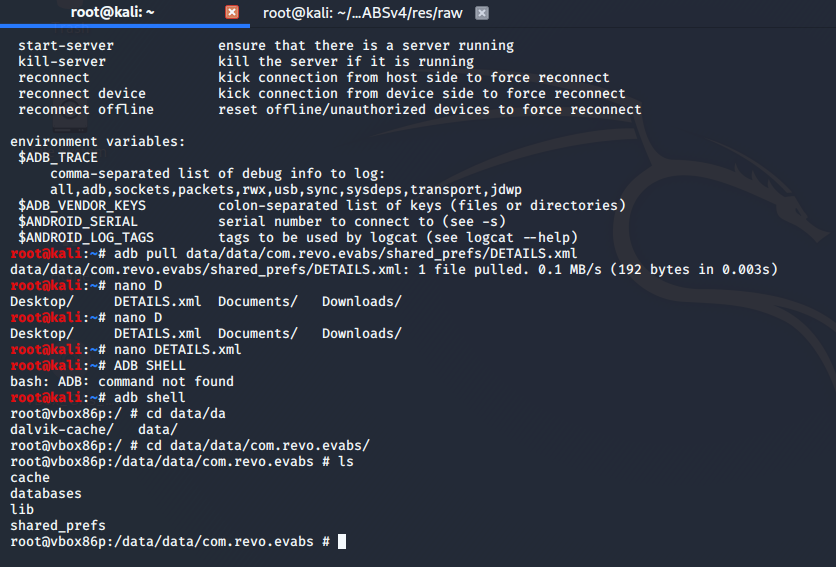 root@kali: ~ root@kali: ~/...ABSv4/res/raw
start-server ensure that there is a server running
kill-server kill the server if it is running
reconnect kick connection from host side to force reconnect
reconnect device kick connection from device side to force reconnect
reconnect offline reset offline/unauthorized devices to force reconnect
environment variables:
$ADB_TRACE
comma-separated list of debug info to log:
all,adb,sockets,packets,rwx,usb,sync,sysdeps,transport,jdwp
$ADB_VENDOR_KEYS colon-separated list of keys (files or directories)
$ANDROID_SERIAL serial number to connect to (see -s)
$ANDROID_LOG_TAGS tags to be used by logcat (see logcat --help)
root@kali:~# adb pull data/data/com.revo.evabs/shared_prefs/DETAILS.xml
data/data/com.revo.evabs/shared_prefs/DETAILS.xml: 1 file pulled. 0.1 MB/s (192 bytes in 0.003s)
root@kali:~# nano D
Desktop/ DETAILS.xml Documents/ Downloads/
root@kali:~# nano D
Desktop/ DETAILS.xml Documents/ Downloads/
root@kali:~# nano DETAILS.xml
root@kali:~# ADB SHELL
bash: ADB: command not found
root@kali:~# adb shell
root@vbox86p:/ # cd data/da
dalvik-cache/ data/
root@vbox86p:/ # cd data/data/com.revo.evabs/
root@vbox86p:/data/data/com.revo.evabs # ls
cache
databases
lib
shared_prefs
root@vbox86p:/data/data/com.revo.evabs #